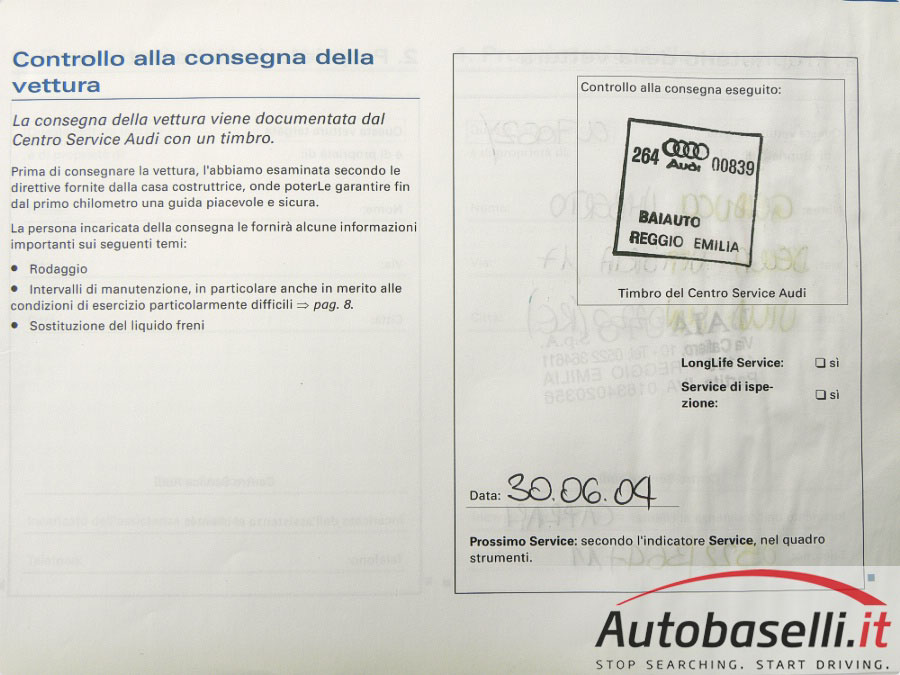 Controllo alla consegna della
vettura
La consegna della vettura viene documentata dal
Centro Service Audi con un timbro.
Prima di consegnare la vettura, l'abbiamo esaminata secondo le
direttive fornite dalla casa costruttrice, onde poterLe garantire fin
dal primo chilometro una guida piacevole e sicura.
La persona incaricata della consegna le fornirà alcune informazioni
importanti sui seguenti temi:
• Rodaggio
• Intervalli di manutenzione, in particolare anche in merito alle
condizioni di esercizio particolarmente difficili ⇒ pag. 8.
• Sostituzione del liquido freni
Controllo alla consegna eseguito:
264 Audi 00839
BAIAUTO
REGGIO EMILIA
Timbro del Centro Service Audi
LongLife Service: ❑ sì
Service di ispe-
zione: ❑ sì
Data: 30.06.04
Prossimo Service: secondo l'indicatore Service, nel quadro
strumenti.
Autobaselli.it
STOP SEARCHING. START DRIVING.